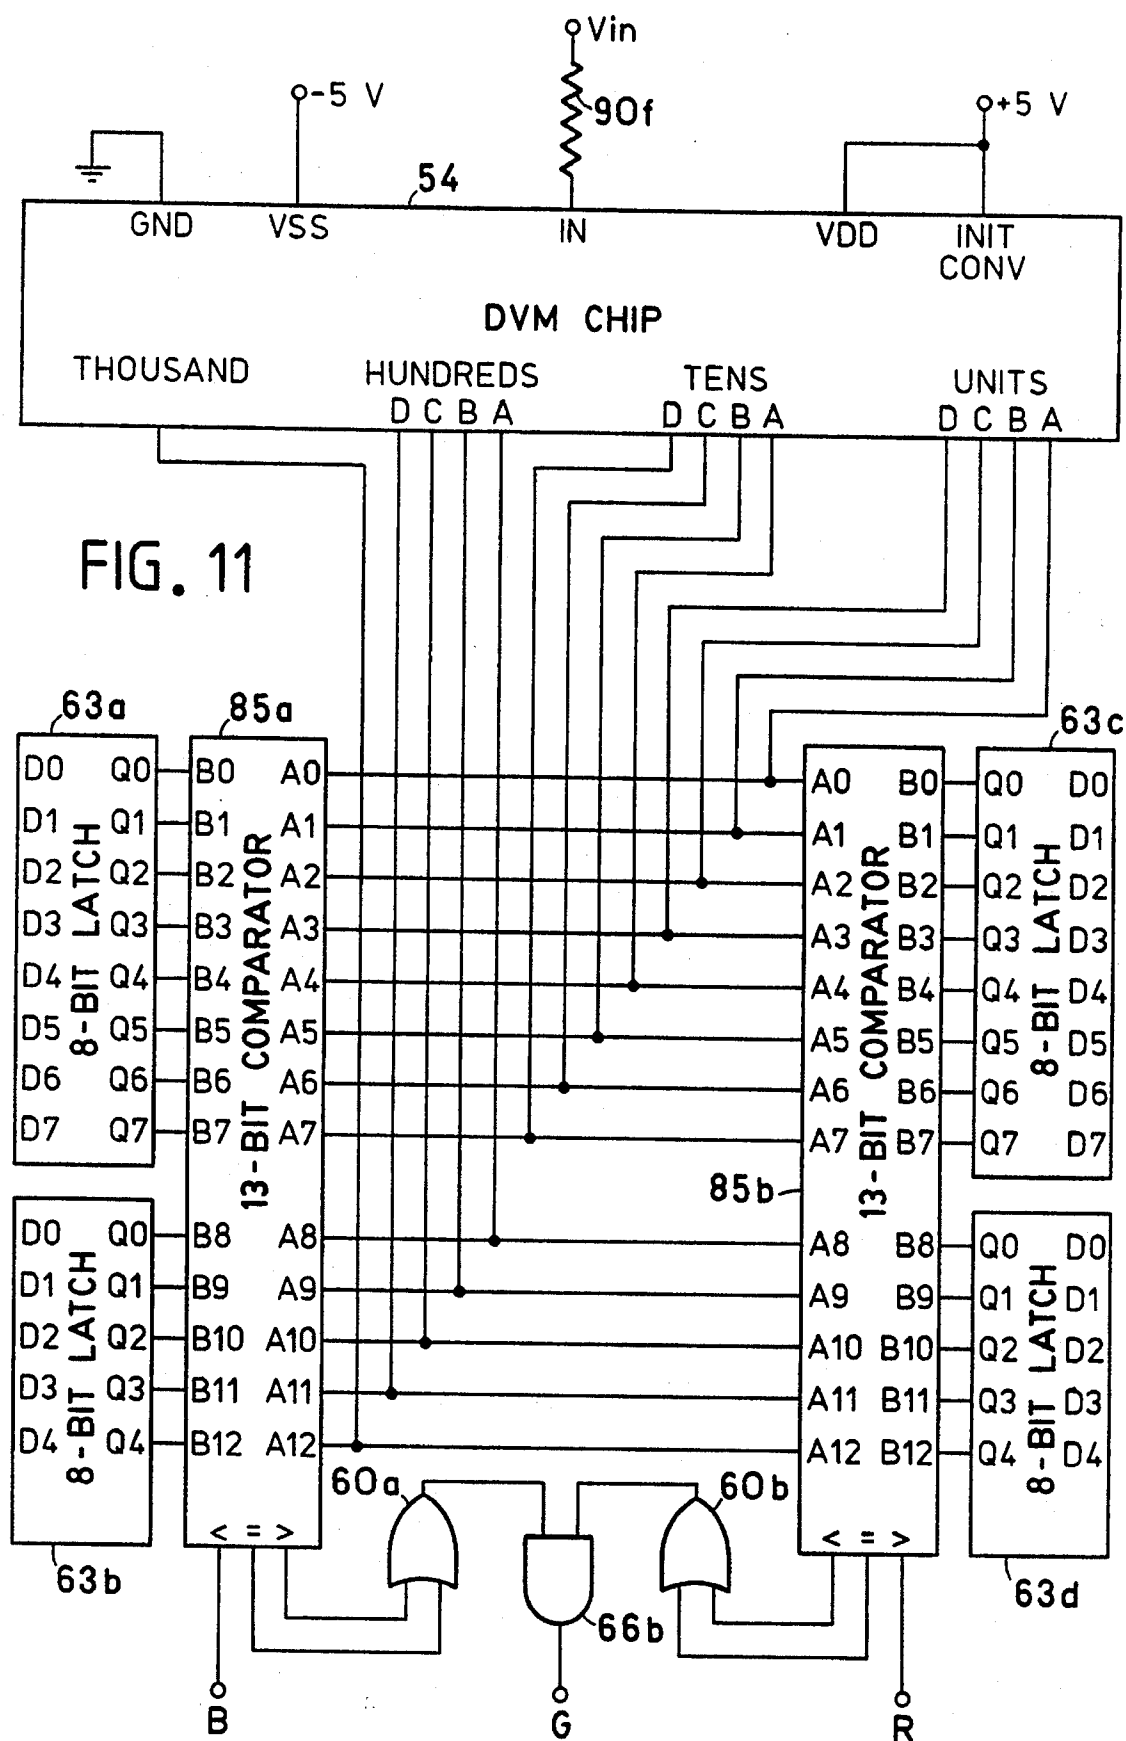 Vin
-5 V
90f
+5 V
54
GND VSS IN VDD INIT CONV
DVM CHIP
THOUSAND HUNDREDS TENS UNITS
D C B A D C B A D C B A
FIG. 11
63a 85a 63c
D0 Q0 B0 A0 A0 B0 Q0 D0
D1 Q1 B1 A1 A1 B1 Q1 D1
D2 Q2 B2 A2 A2 B2 Q2 D2
D3 Q3 B3 A3 A3 B3 Q3 D3
D4 Q4 B4 A4 A4 B4 Q4 D4
D5 Q5 B5 A5 A5 B5 Q5 D5
D6 Q6 B6 A6 A6 B6 Q6 D6
D7 Q7 B7 A7 A7 B7 Q7 D7
8-BIT LATCH
13-BIT COMPARATOR
13-BIT COMPARATOR
8-BIT LATCH
85b
D0 Q0 B8 A8 A8 B8 Q0 D0
D1 Q1 B9 A9 A9 B9 Q1 D1
D2 Q2 B10 A10 A10 B10 Q2 D2
D3 Q3 B11 A11 A11 B11 Q3 D3
D4 Q4 B12 A12 A12 B12 Q4 D4
8-BIT LATCH
8-BIT LATCH
60a 60b
< = > < = >
63b 66b 63d
B G R